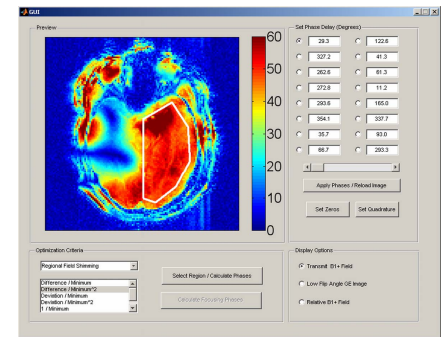 GUI
Preview
60
50
40
30
20
10
0
Set Phase Delay (Degrees)
29.3 122.6
327.2 41.3
262.6 61.3
272.8 11.2
293.6 165.0
354.1 337.7
35.7 93.0
66.7 293.3
Apply Phases / Reload Image
Set Zeros Set Quadrature
Optimization Criteria
Regional Field Shimming
Difference / Minimum
Difference / Minimum^2
Deviation / Minimum
Deviation / Minimum^2
1 / Minimum
Select Region / Calculate Phases
Calculate Focusing Phases
Display Options
Transmit B1+ Field
Low Flip Angle GE Image
Relative B1+ Field